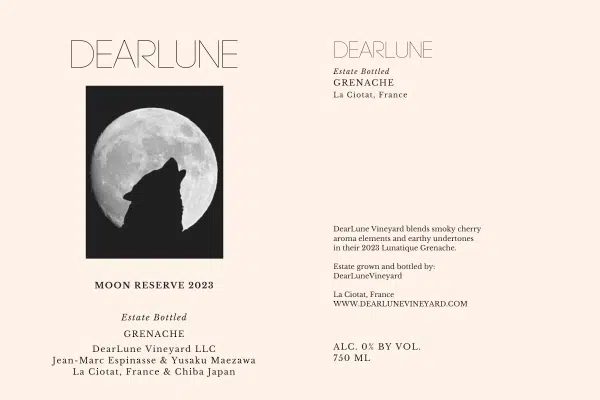 DEARLUNE
MOON RESERVE 2023
Estate Bottled
GRENACHE
DearLune Vineyard LLC
Jean-Marc Espinasse & Yusaku Maezawa
La Ciotat, France & Chiba Japan
DEARLUNE
Estate Bottled
GRENACHE
La Ciotat, France
DearLune Vineyard blends smoky cherry
aroma elements and earthy undertones
in their 2023 Lunatique Grenache.
Estate grown and bottled by:
DearLuneVineyard
La Ciotat, France
WWW.DEARLUNEVINEYARD.COM
ALC. 0% BY VOL.
750 ML